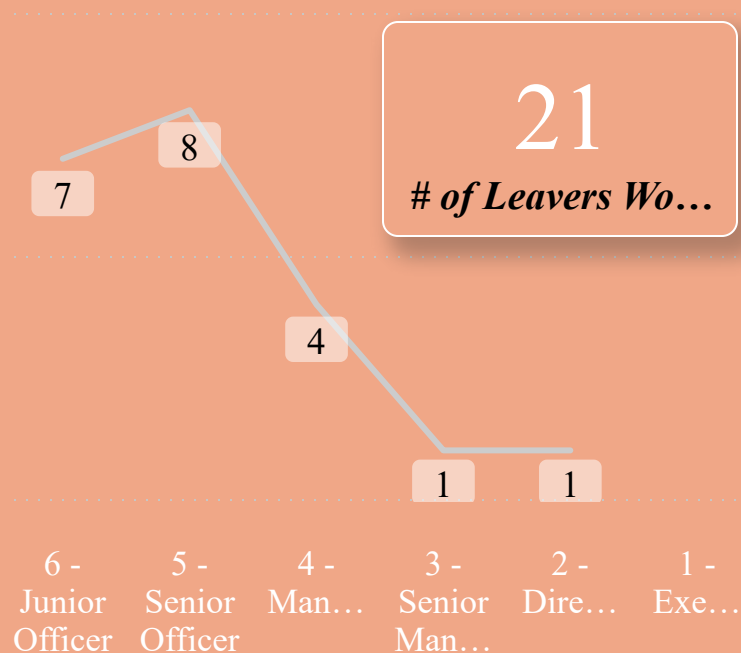 21
# of Leavers Wo…
7
8
4
1
1
6 -
Junior
Officer
5 -
Senior
Officer
4 -
Man…
3 -
Senior
Man…
2 -
Dire…
1 -
Exe…